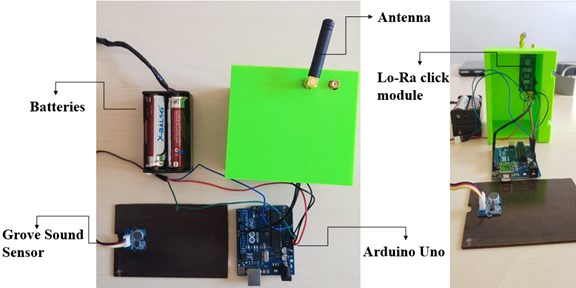 Antenna
Lo-Ra click
module
Batteries
Grove Sound
Sensor
Arduino Uno